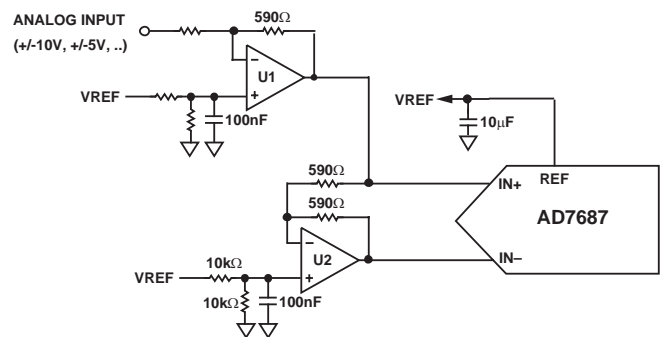 ANALOG INPUT
(+/-10V, +/-5V, ..)
590Ω
−
U1
+
VREF
100nF
VREF
10μF
REF
IN+
AD7687
IN−
590Ω
590Ω
−
U2
+
VREF
10kΩ
10kΩ
100nF